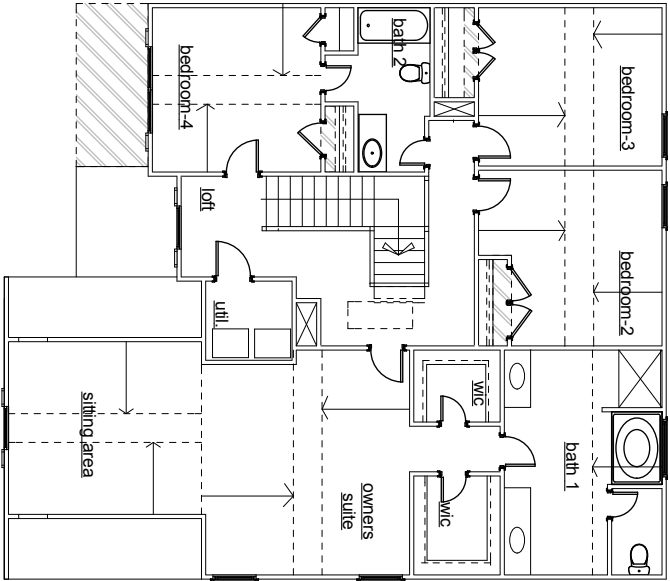 bedroom-4
bath 2
bedroom-3
loft
bedroom-2
util.
sitting area
owners
suite
wic
wic
bath 1